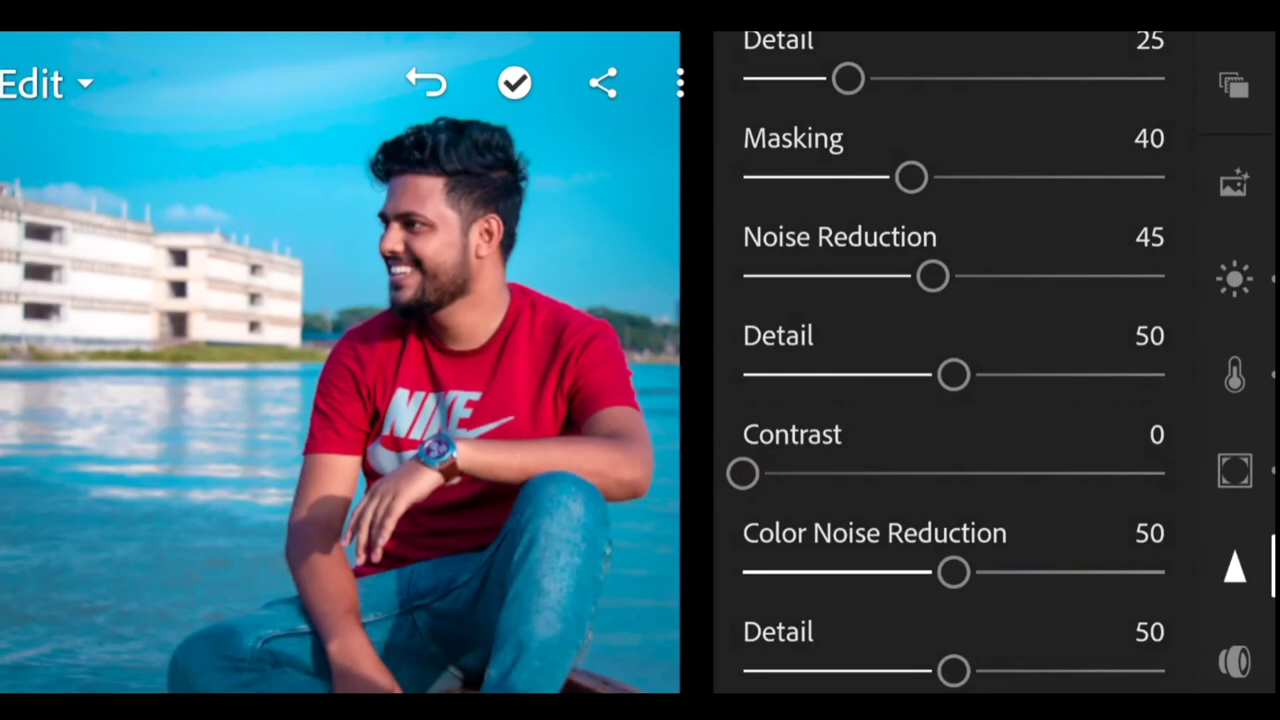 Edit
NIKE
Detail 25
Masking 40
Noise Reduction 45
Detail 50
Contrast 0
Color Noise Reduction 50
Detail 50